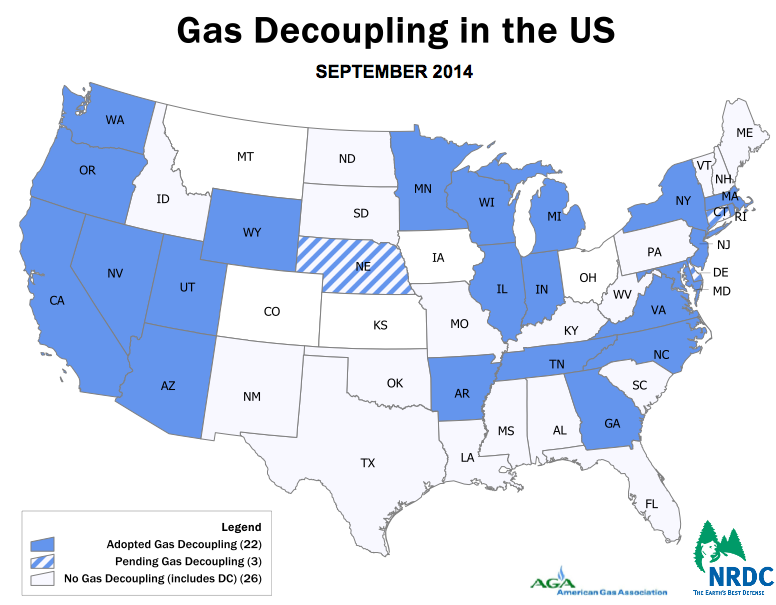 Gas Decoupling in the US
SEPTEMBER 2014
WA
ME
MT
ND
VT
OR
NH
MN
ID
MA
NY
WI
SD
MI
CT
RI
WY
NJ
PA
IA
NE
NV
DE
OH
UT
IL
IN
MD
WV
CA
VA
CO
MO
KS
KY
NC
TN
AZ
OK
SC
AR
NM
GA
MS
AL
LA
TX
FL
Legend
Adopted Gas Decoupling (22)
Pending Gas Decoupling (3)
No Gas Decoupling (includes DC) (26)
AGA
American Gas Association
NRDC
THE EARTH'S BEST DEFENSE